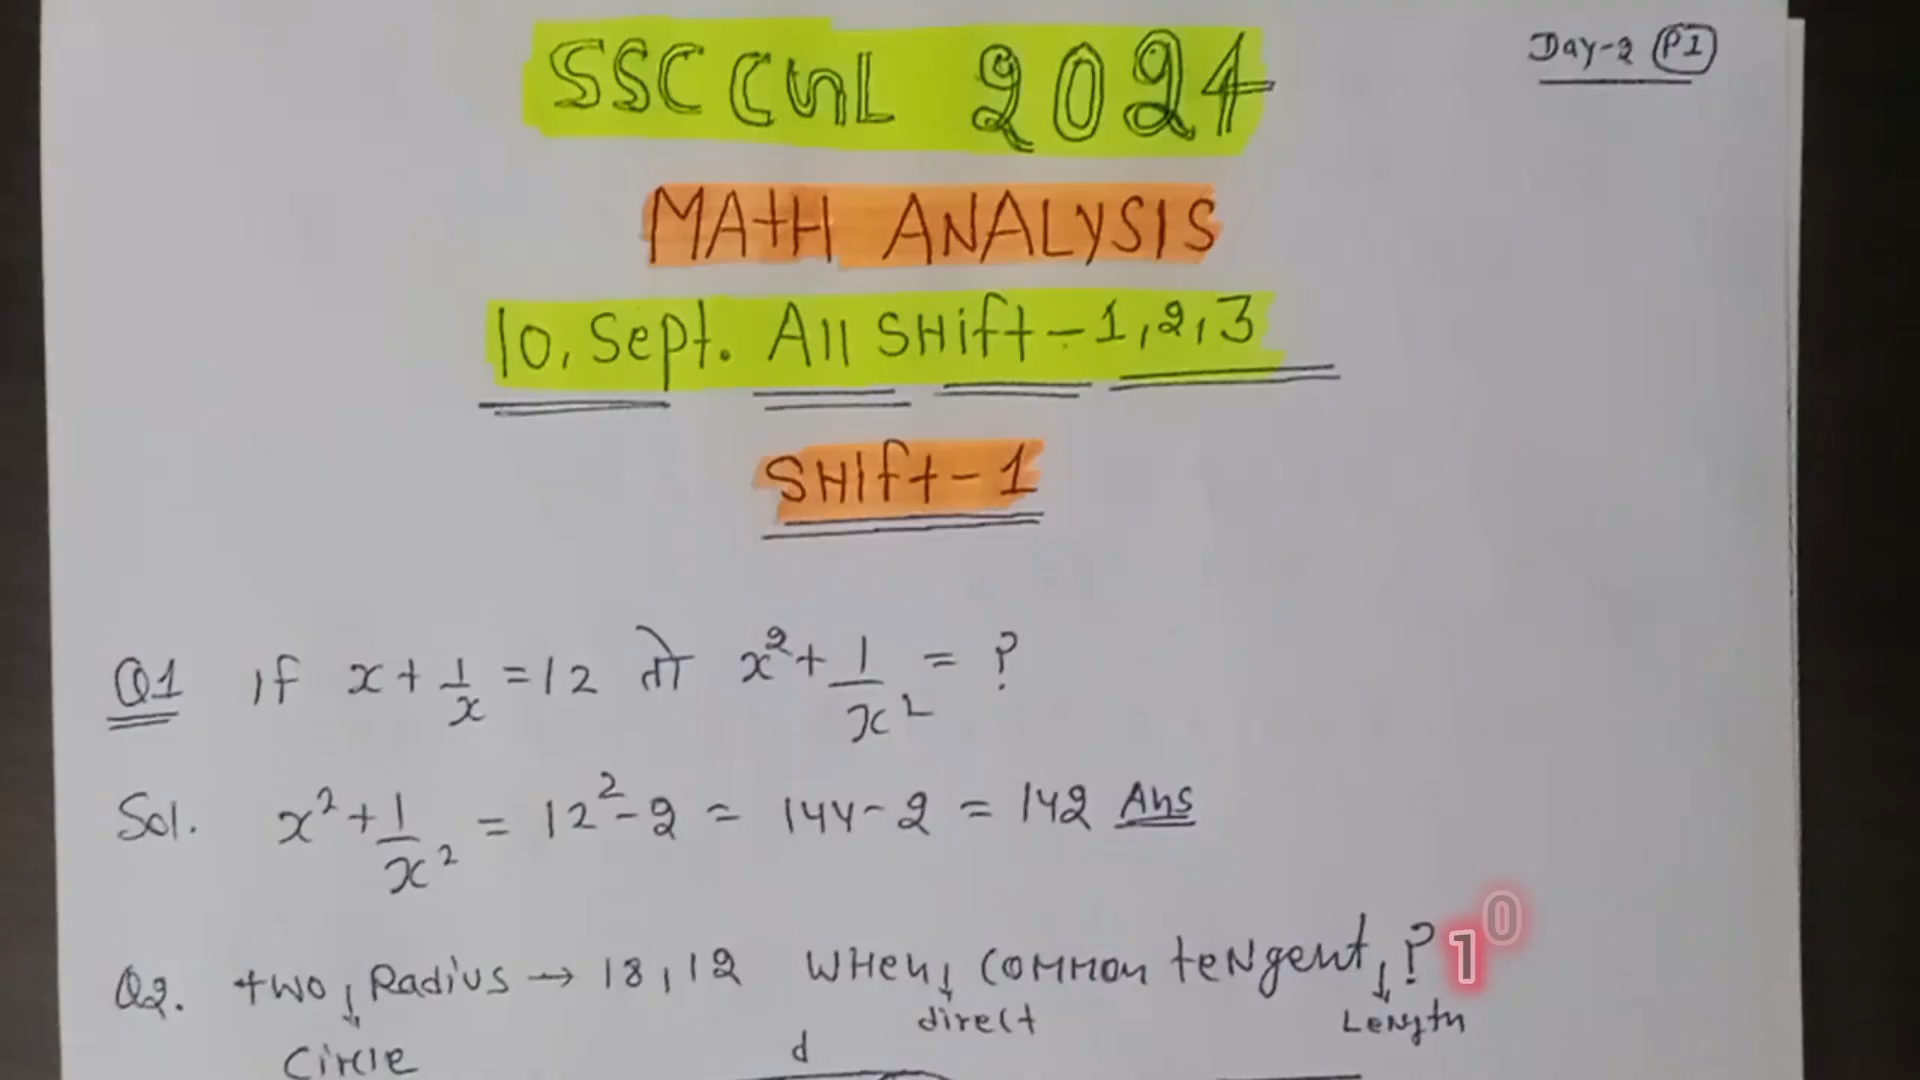 Day-2 P1
SSC CGL 2024
MATH ANALYSIS
10, Sept. All SHift-1,2,3
SHift-1
Q1 if x + 1/x = 12 तो x² + 1/x² = ?
Sol. x² + 1/x² = 12² - 2 = 144 - 2 = 142 Ans
Q2. two, Radius → 18, 12 WHen, COMMON teNgent, ? 10
Circle direct Length
d